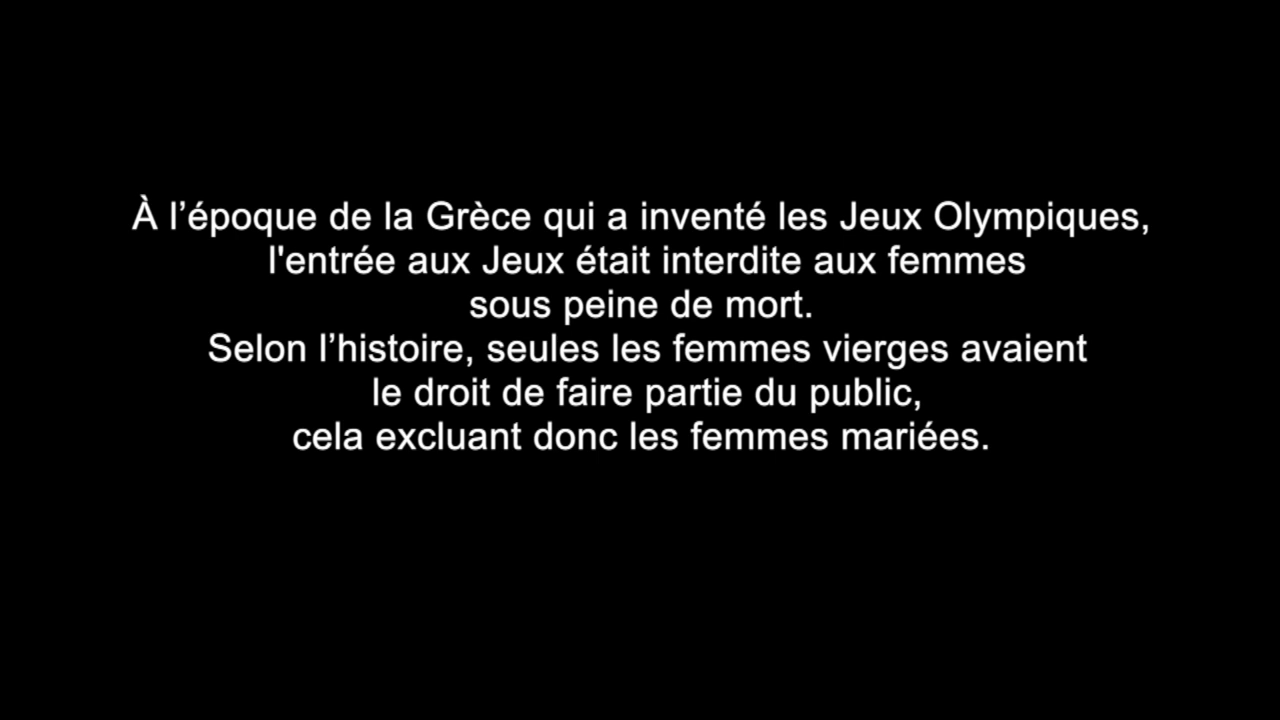 À l’époque de la Grèce qui a inventé les Jeux Olympiques,
l'entrée aux Jeux était interdite aux femmes
sous peine de mort.
Selon l’histoire, seules les femmes vierges avaient
le droit de faire partie du public,
cela excluant donc les femmes mariées.